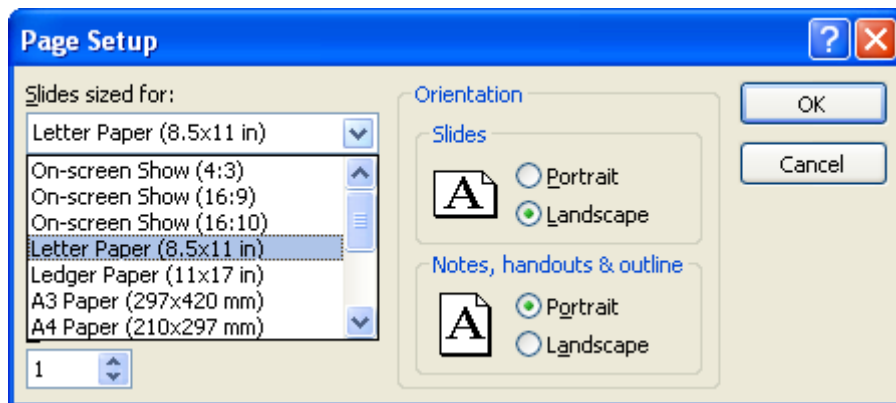 Page Setup
Slides sized for:
Letter Paper (8.5x11 in)
On-screen Show (4:3)
On-screen Show (16:9)
On-screen Show (16:10)
Letter Paper (8.5x11 in)
Ledger Paper (11x17 in)
A3 Paper (297x420 mm)
A4 Paper (210x297 mm)
1
Orientation
Slides
A
Portrait
Landscape
Notes, handouts & outline
A
Portrait
Landscape
OK
Cancel